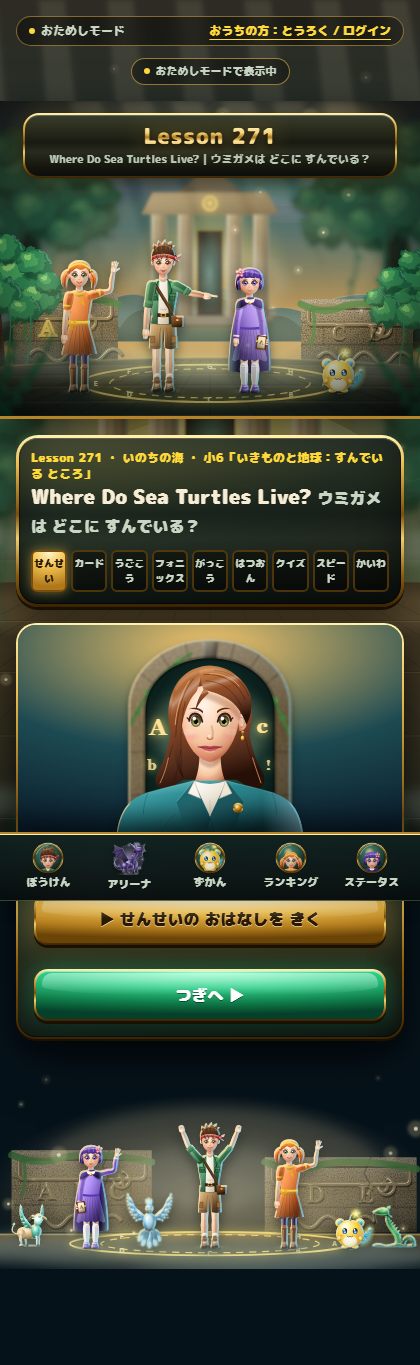 おためしモード
おうちの方：とうろく / ログイン
おためしモードで表示中
Lesson 271
Where Do Sea Turtles Live? | ウミガメは どこに すんでいる？
A
C
Lesson 271 ・ いのちの海 ・ 小6「いきものと地球：すんでい
る ところ」
Where Do Sea Turtles Live? ウミガメ
は どこに すんでいる？
せんせ
い
カード
うごこ
う
フォニ
ックス
がっこ
う
はつお
ん
クイズ
スピー
ド
かいわ
A
c
b
!
ぼうけん
アリーナ
ずかん
ランキング
ステータス
▶ せんせいの おはなしを きく
つぎへ ▶
A
D
E